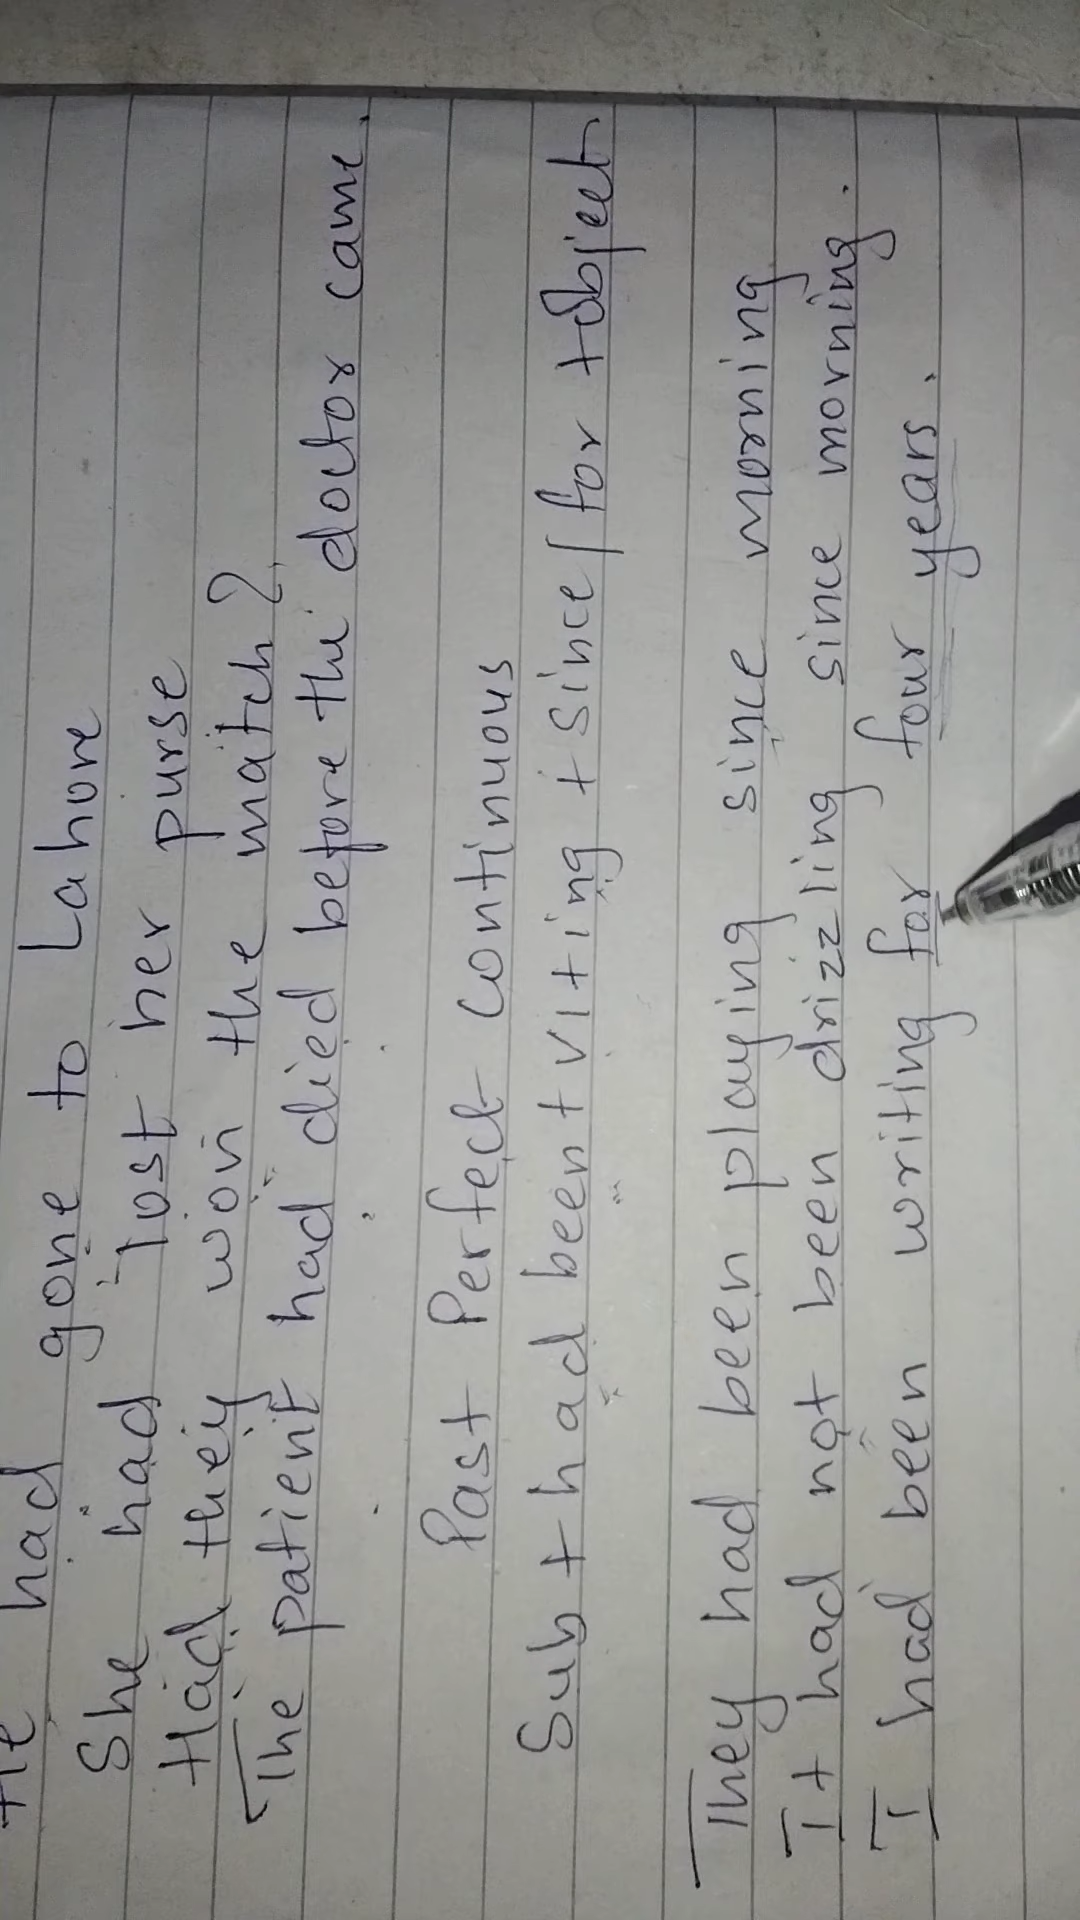 He had gone to Lahore
She had lost her purse
Had they won the match?
The patient had died before the doctor came.
Past Perfect Continuous
Sub + had been + V1 + ing + since/for + object
They had been playing since morning
It had not been drizzling since morning.
I had been writing for four years.